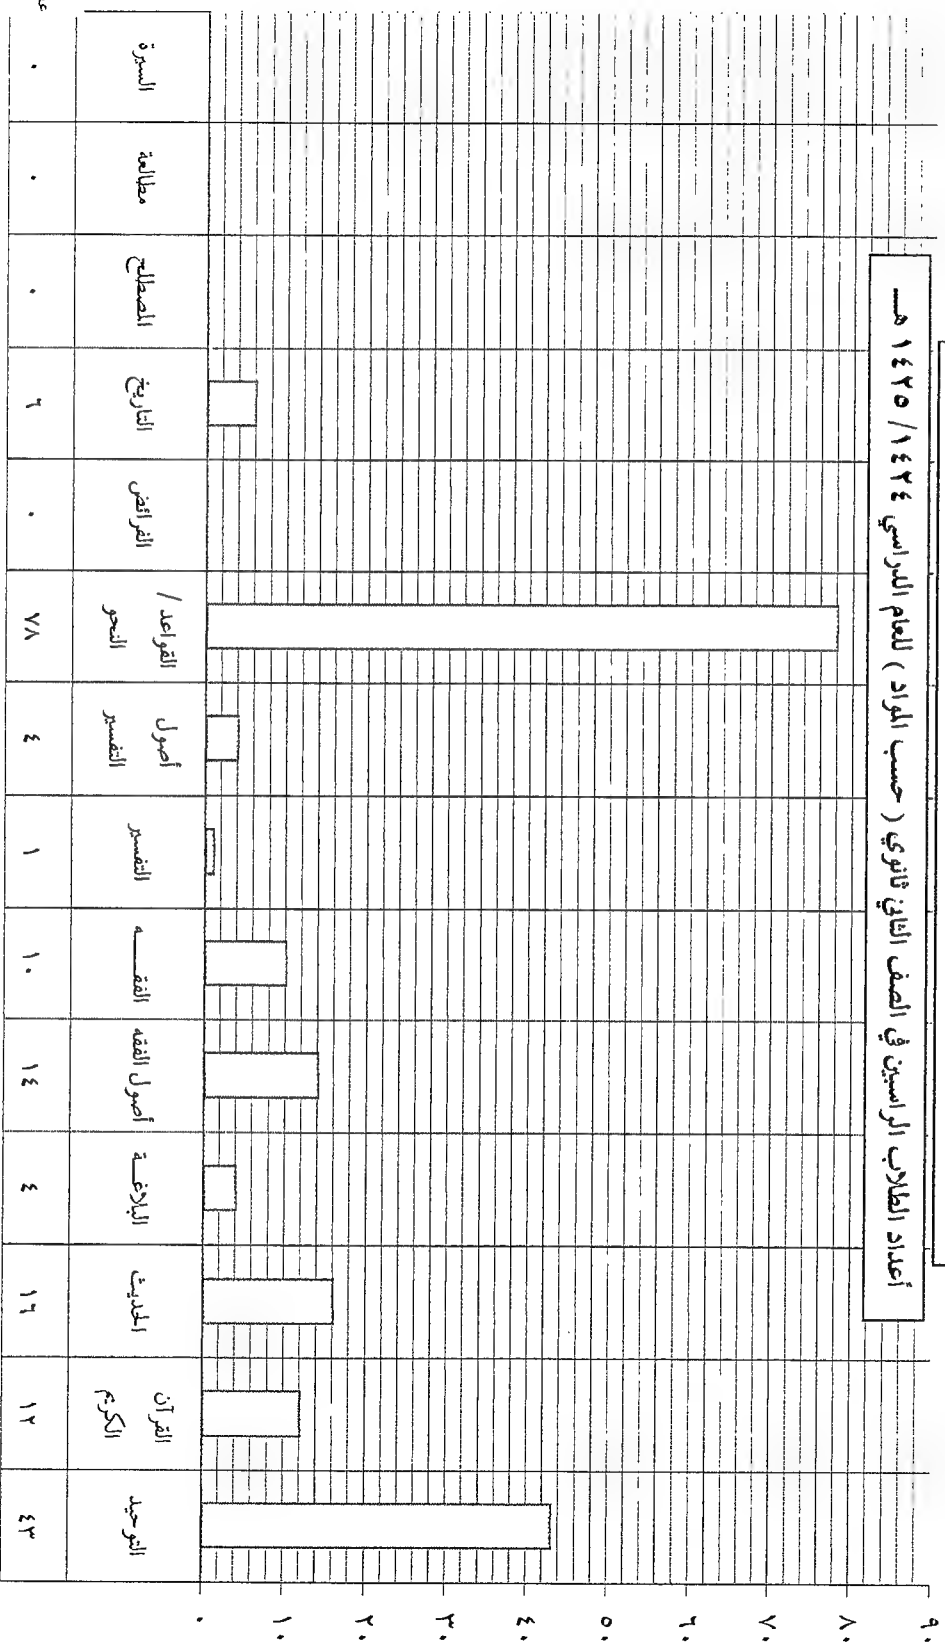 أعداد الطلاب الراسبين في الصف الثاني ثانوي ( حسب المواد ) للعام الدراسي ١٤٢٤ / ١٤٢٥ هـ
٩٠
٨٠
٧٠
٦٠
٥٠
٤٠
٣٠
٢٠
١٠
٠
التوحيد
القرآن الكريم
الحديث
البلاغـة
أصول الفقه
الفقـــه
التفسير
أصول التفسير
القواعد / النحو
الفرائض
التاريخ
المصطلح
مطالعة
السيرة
٤٣
١٢
١٦
٤
١٤
١٠
١
٤
٧٨
٠
٦
٠
٠
٠